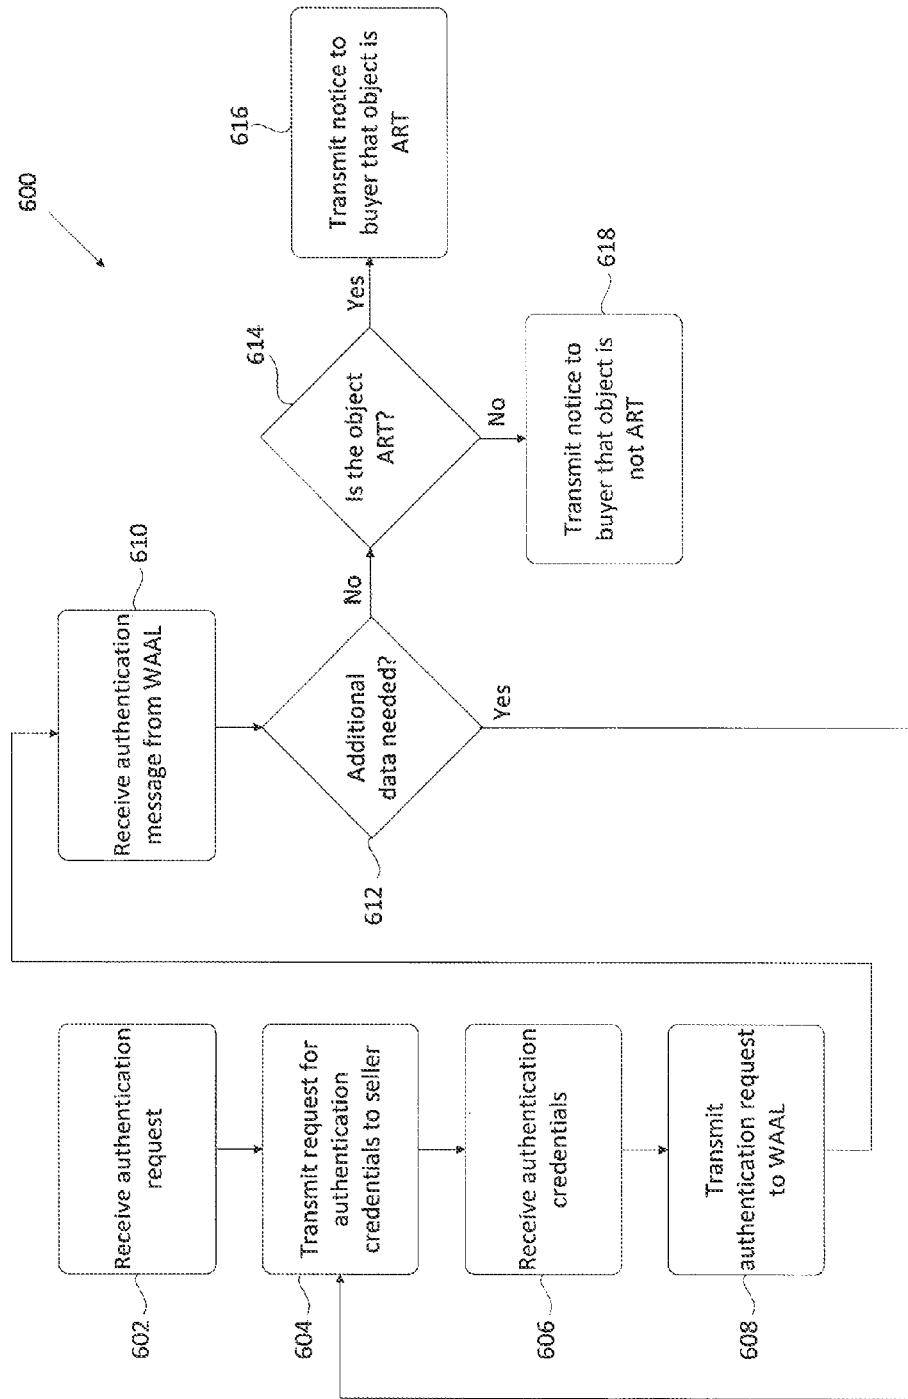 600
Receive authentication
request
602
Transmit request for
authentication
credentials to seller
604
Receive authentication
credentials
606
Transmit
authentication request
to WAAL
608
Receive authentication
message from WAAL
610
Additional
data needed?
612
No
Yes
Is the object
ART?
614
Yes
No
Transmit notice to
buyer that object is
ART
616
Transmit notice to
buyer that object is
not ART
618